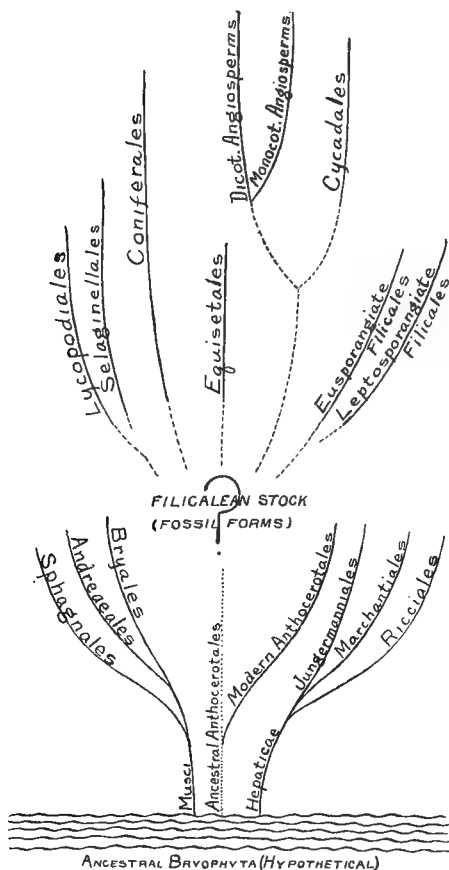 Lycopodiales
Selaginellales
Coniferales
Equisetales
Dicot. Angiosperms
Monocot. Angiosperms
Cycadales
Eusporangiate
Filicales
Leptosporangiate
Filicales
?
FILICALEAN STOCK
(FOSSIL FORMS)
Sphagnales
Andreaeales
Bryales
Musci
Ancestral Anthocerotales
Modern Anthocerotales
Hepaticae
Jungermanniales
Marchantiales
Ricciales
ANCESTRAL BRYOPHYTA (HYPOTHETICAL)